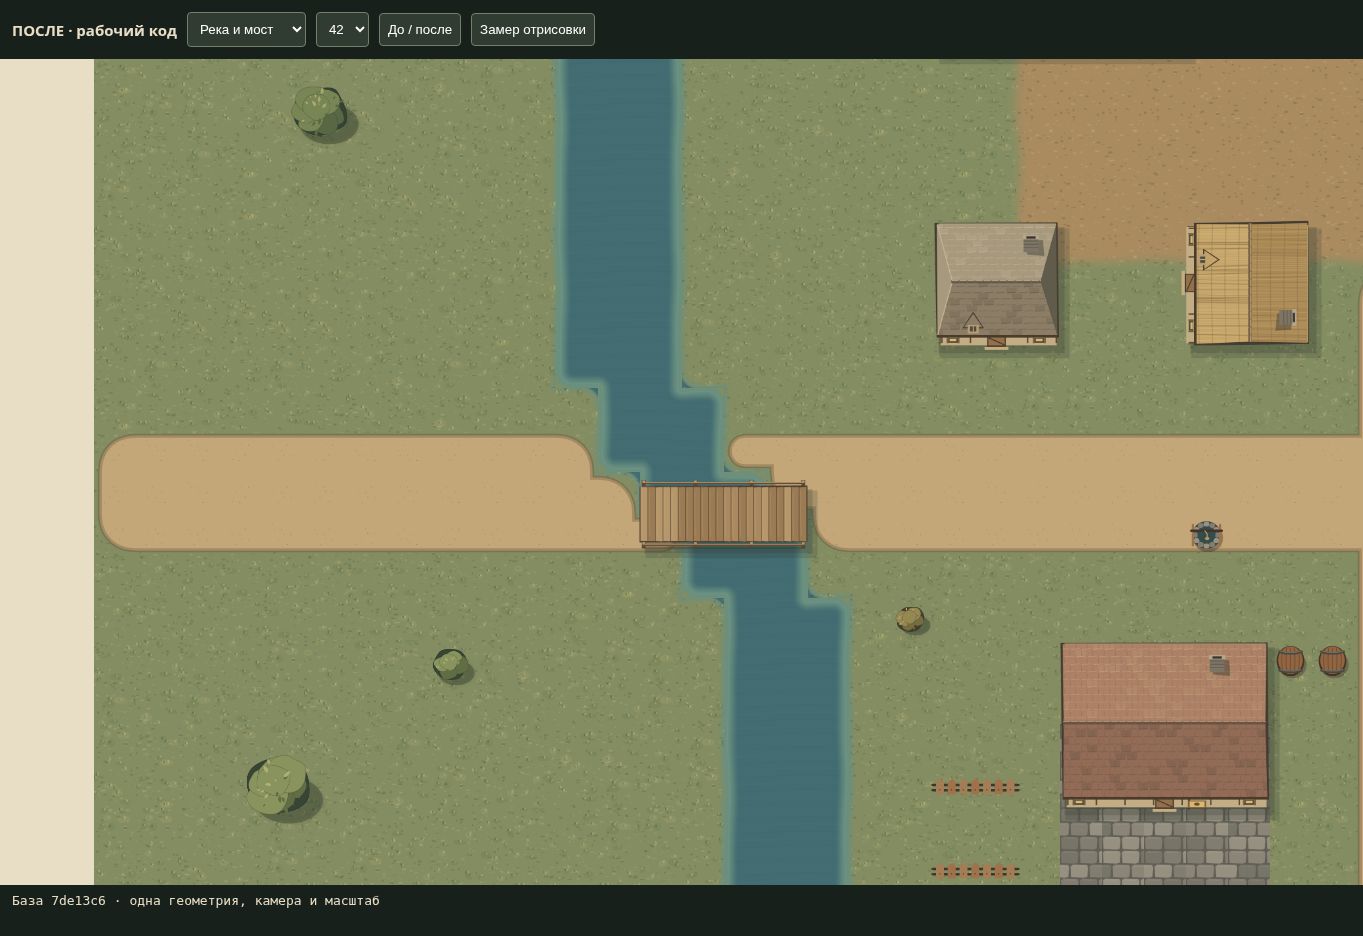 ПОСЛЕ · рабочий код Река и мост 42 До / после Замер отрисовки
База 7de13c6 · одна геометрия, камера и масштаб